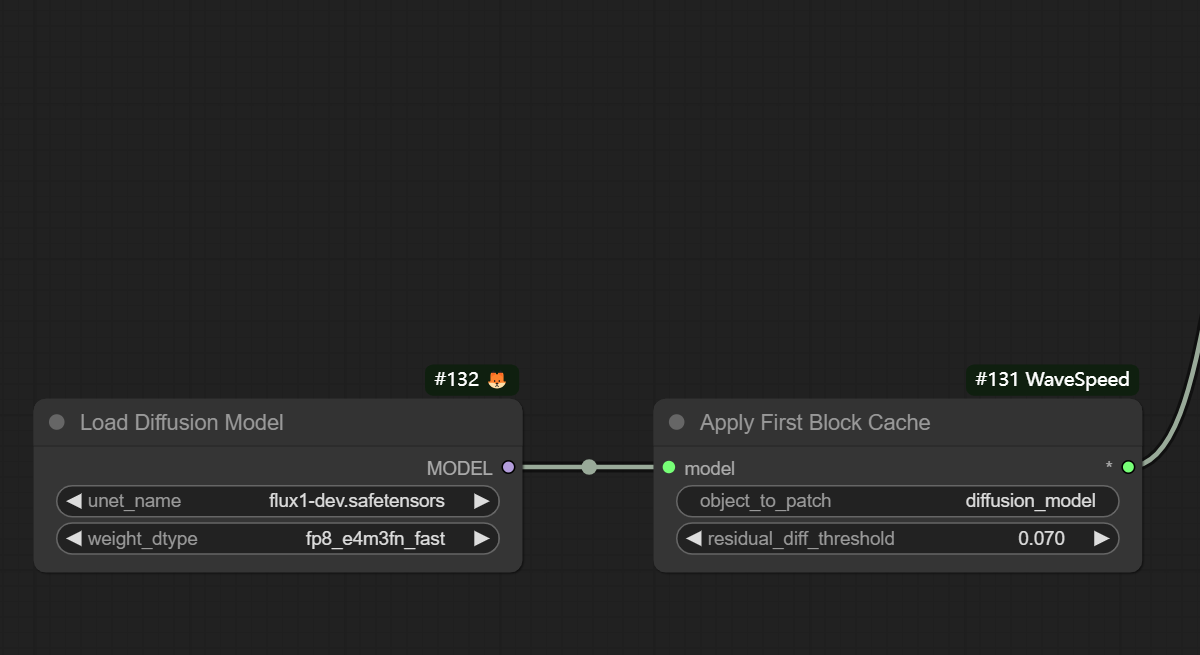 #132 🦊
#131 WaveSpeed
Load Diffusion Model
Apply First Block Cache
MODEL
model
*
unet_name flux1-dev.safetensors
object_to_patch diffusion_model
weight_dtype fp8_e4m3fn_fast
residual_diff_threshold 0.070